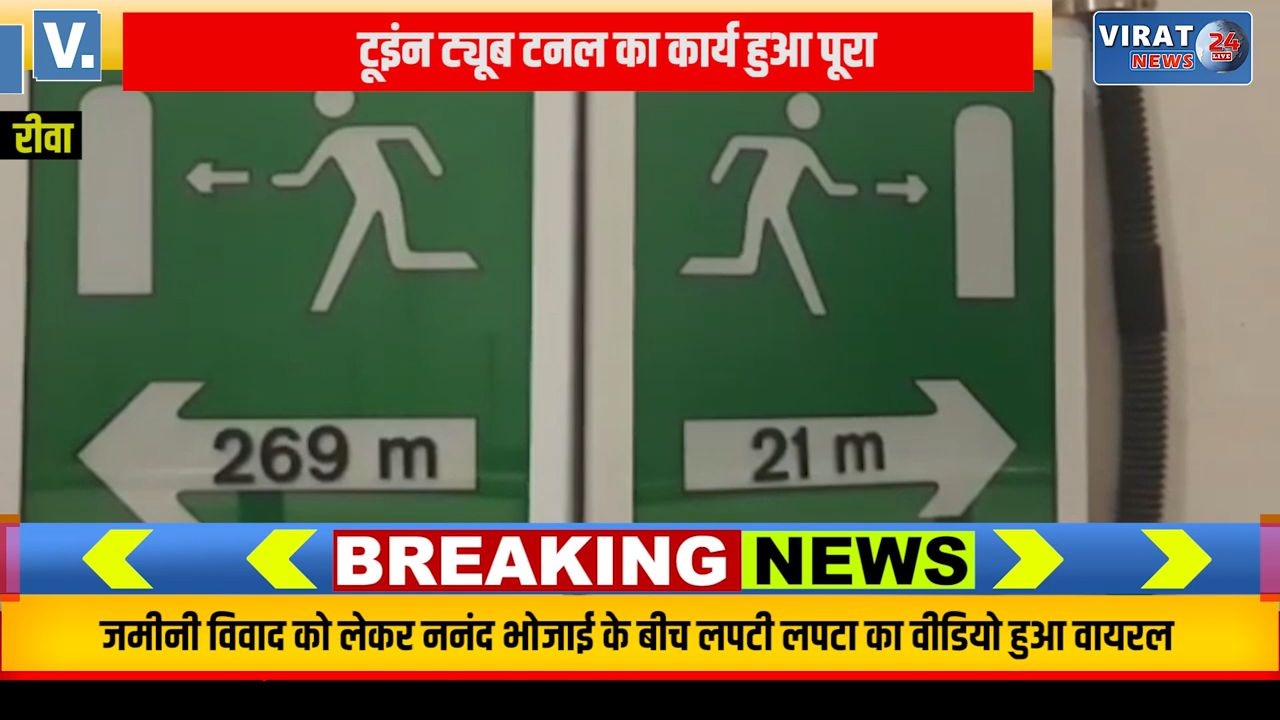 V.
टूइंन ट्यूब टनल का कार्य हुआ पूरा
VIRAT
NEWS
24
LIVE
रीवा
269 m
21 m
BREAKING NEWS
जमीनी विवाद को लेकर ननंद भोजाई के बीच लपटी लपटा का वीडियो हुआ वायरल